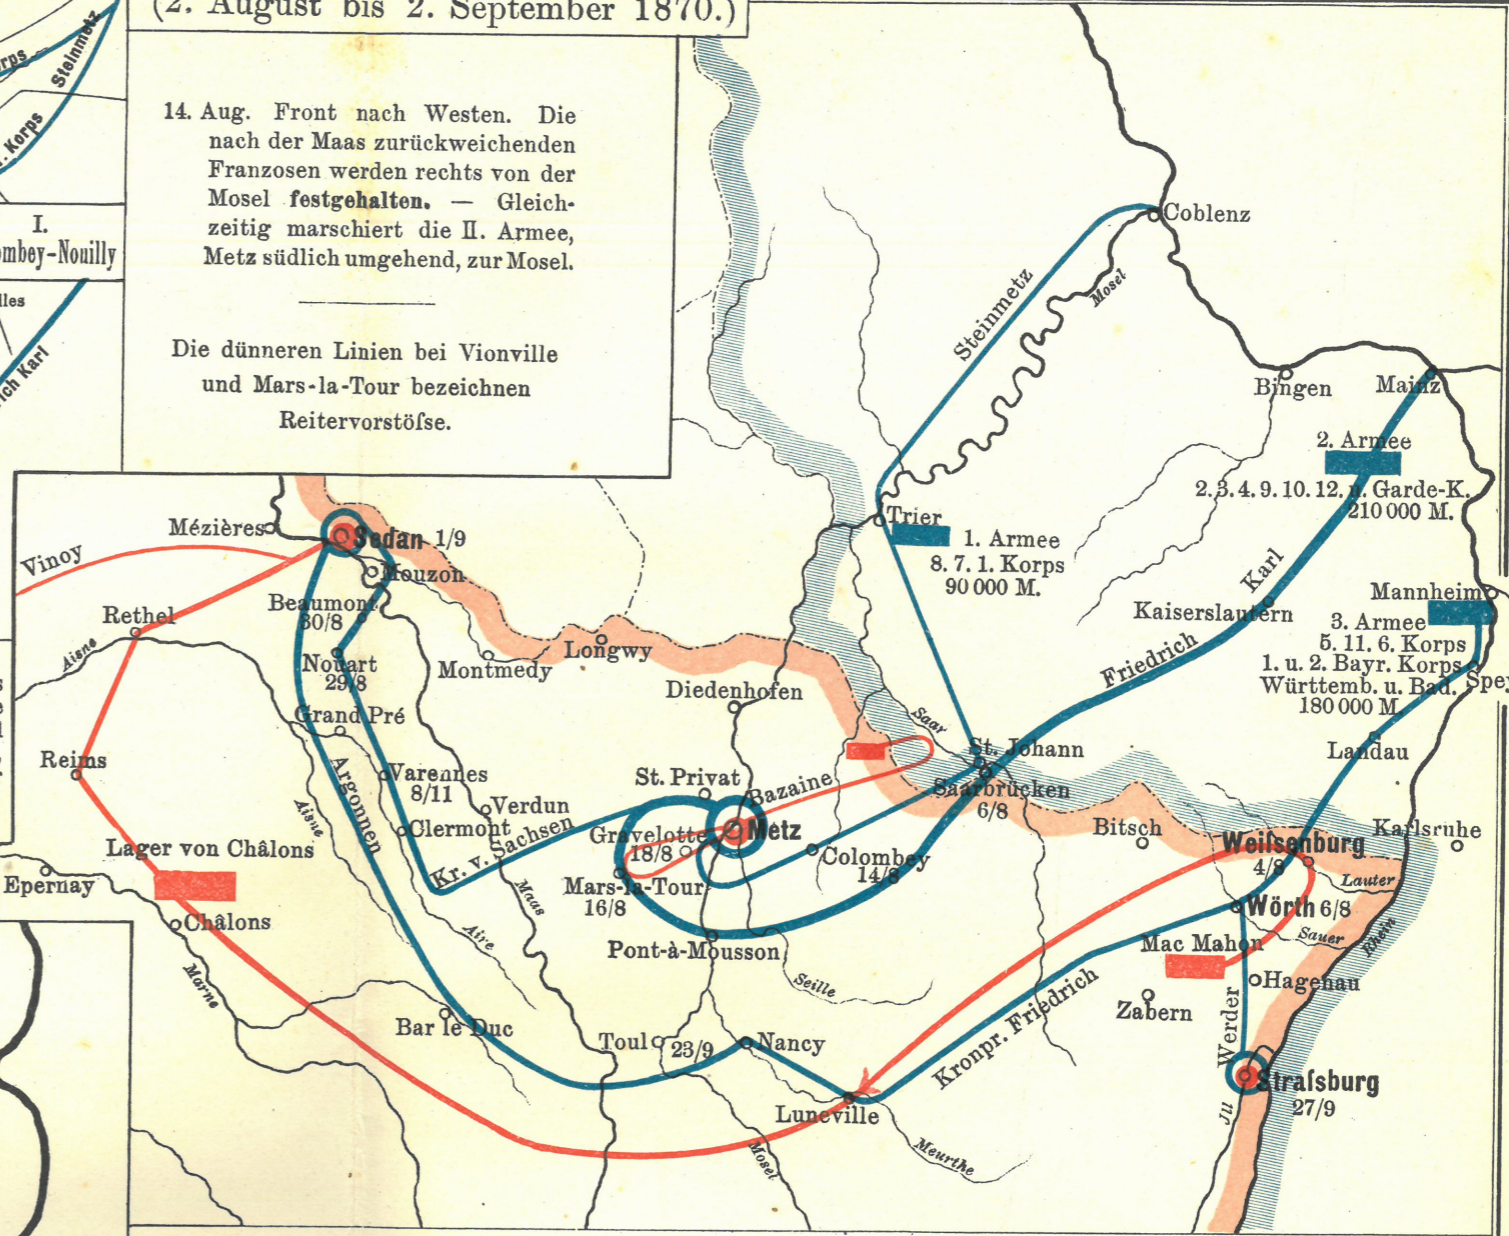 (2. August bis 2. September 1870.)
Steinmetz
Korps
I.
lles
14. Aug. Front nach Westen. Die
nach der Maas zurückweichenden
Franzosen werden rechts von der
Mosel festgehalten. — Gleich-
zeitig marschiert die II. Armee,
Metz südlich umgehend, zur Mosel.
Die dünneren Linien bei Vionville
und Mars-la-Tour bezeichnen
Reitervorstöſse.
ombey-Nouilly
rich Karl
Coblenz
Mosel
Steinmetz
Bingen
Mainz
2. Armee
2. 3. 4. 9. 10. 12. u. Garde-K.
210 000 M.
Trier
1. Armee
8. 7. 1. Korps
90 000 M.
Karl
Friedrich
Kaiserslautern
Mannheim
3. Armee
5. 11. 6. Korps
1. u. 2. Bayr. Korps
Württemb. u. Bad.
180 000 M.
Spey
Landau
Mézières
Sedan 1/9
Vinoy
Mouzon
Rethel
Beaumont
30/8
Aisne
Nouart
29/8
Montmedy
Longwy
Diedenhofen
Grand Pré
Saar
St. Johann
Saarbrücken
6/8
Reims
Argonnen
Aisne
Varennes
8/11
Verdun
Clermont
Kr. v. Sachsen
St. Privat
Bazaine
Gravelotte
18/8
Metz
Colombey
14/8
Bitsch
Weiſsenburg
4/8
Karlsruhe
Lauter
Lager von Châlons
Epernay
Châlons
Mars-la-Tour
16/8
Maas
Aire
Wörth 6/8
Sauer
Rhein
Mac Mahon
Pont-à-Mousson
Seille
Hagenau
Zabern
Marne
Bar le Duc
Toul
23/9
Nancy
Kronpr. Friedrich
Werder
Straſsburg
27/9
Jll
Luneville
Meurthe
Mosel